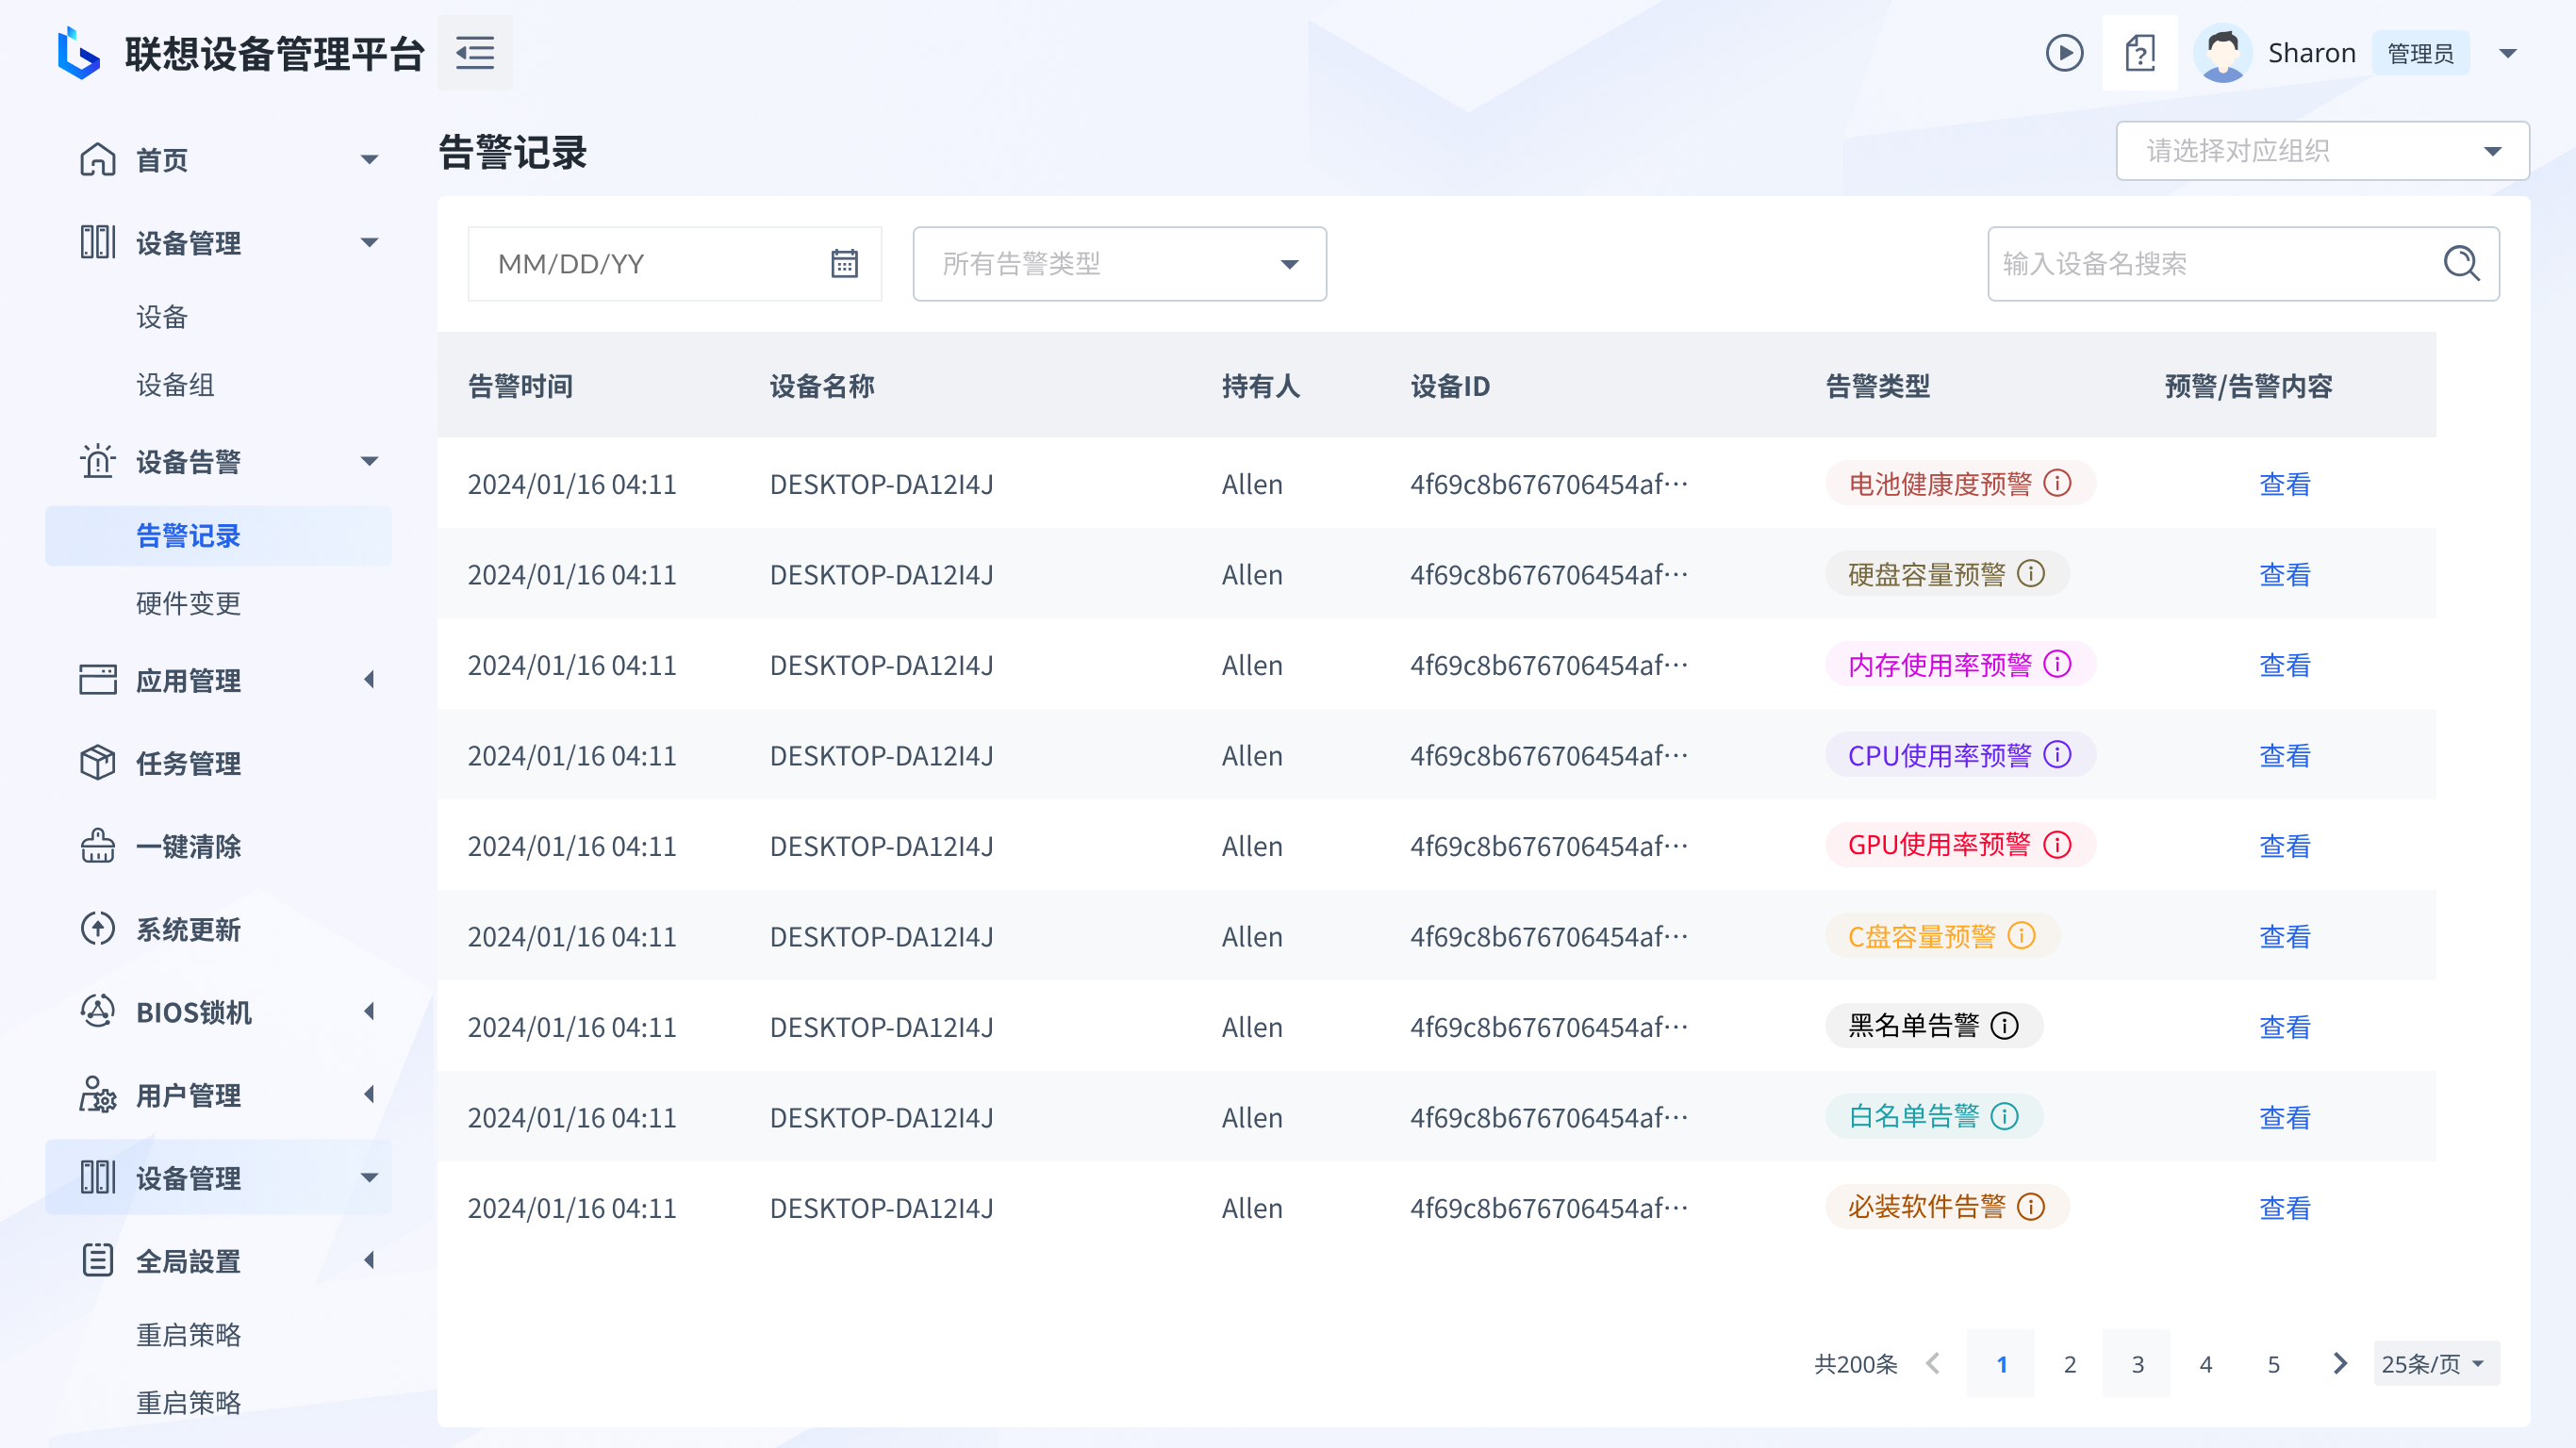 联想设备管理平台
Sharon
管理员
首页
设备管理
设备
设备组
设备告警
告警记录
硬件变更
应用管理
任务管理
一键清除
系统更新
BIOS锁机
用户管理
设备管理
全局設置
重启策略
重启策略
告警记录
请选择对应组织
MM/DD/YY
所有告警类型
输入设备名搜索
告警时间 设备名称 持有人 设备ID 告警类型 预警/告警内容
2024/01/16 04:11 DESKTOP-DA12I4J Allen 4f69c8b676706454af··· 电池健康度预警 查看
2024/01/16 04:11 DESKTOP-DA12I4J Allen 4f69c8b676706454af··· 硬盘容量预警 查看
2024/01/16 04:11 DESKTOP-DA12I4J Allen 4f69c8b676706454af··· 内存使用率预警 查看
2024/01/16 04:11 DESKTOP-DA12I4J Allen 4f69c8b676706454af··· CPU使用率预警 查看
2024/01/16 04:11 DESKTOP-DA12I4J Allen 4f69c8b676706454af··· GPU使用率预警 查看
2024/01/16 04:11 DESKTOP-DA12I4J Allen 4f69c8b676706454af··· C盘容量预警 查看
2024/01/16 04:11 DESKTOP-DA12I4J Allen 4f69c8b676706454af··· 黑名单告警 查看
2024/01/16 04:11 DESKTOP-DA12I4J Allen 4f69c8b676706454af··· 白名单告警 查看
2024/01/16 04:11 DESKTOP-DA12I4J Allen 4f69c8b676706454af··· 必装软件告警 查看
共200条 1 2 3 4 5 25条/页